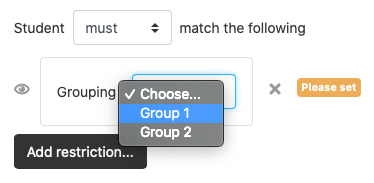 Student must match the following
Grouping ✓ Choose... Please set
Group 1
Group 2
Add restriction...